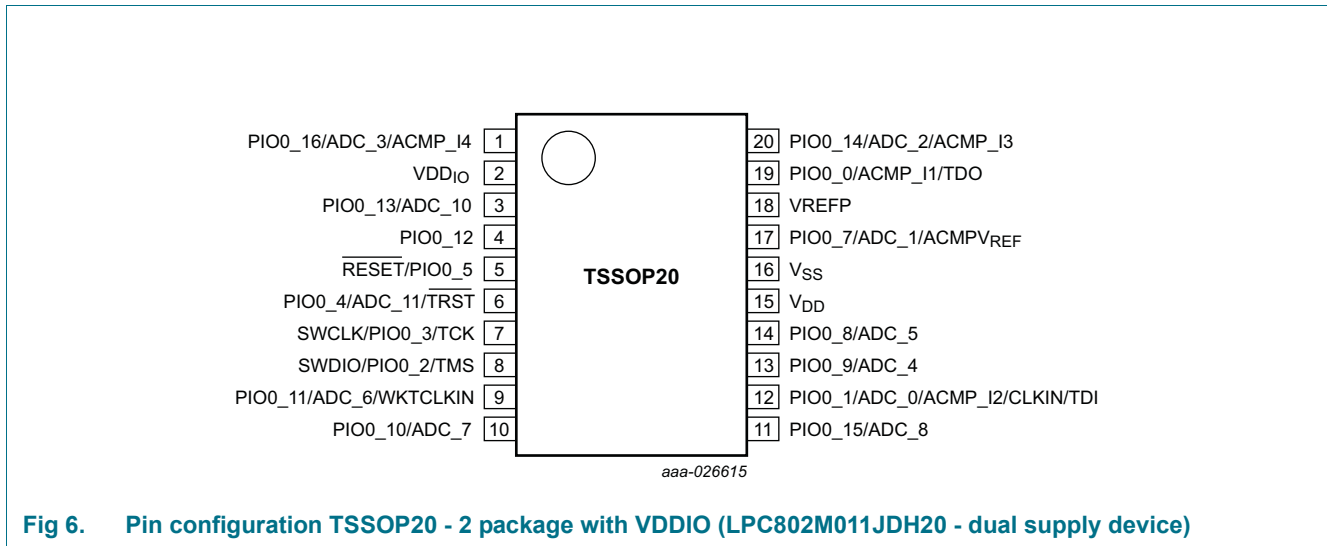 PIO0_16/ADC_3/ACMP_I4 1
VDDIO 2
PIO0_13/ADC_10 3
PIO0_12 4
RESET/PIO0_5 5
PIO0_4/ADC_11/TRST 6
SWCLK/PIO0_3/TCK 7
SWDIO/PIO0_2/TMS 8
PIO0_11/ADC_6/WKTCLKIN 9
PIO0_10/ADC_7 10
TSSOP20
20 PIO0_14/ADC_2/ACMP_I3
19 PIO0_0/ACMP_I1/TDO
18 VREFP
17 PIO0_7/ADC_1/ACMPVREF
16 VSS
15 VDD
14 PIO0_8/ADC_5
13 PIO0_9/ADC_4
12 PIO0_1/ADC_0/ACMP_I2/CLKIN/TDI
11 PIO0_15/ADC_8
aaa-026615
Fig 6. Pin configuration TSSOP20 - 2 package with VDDIO (LPC802M011JDH20 - dual supply device)